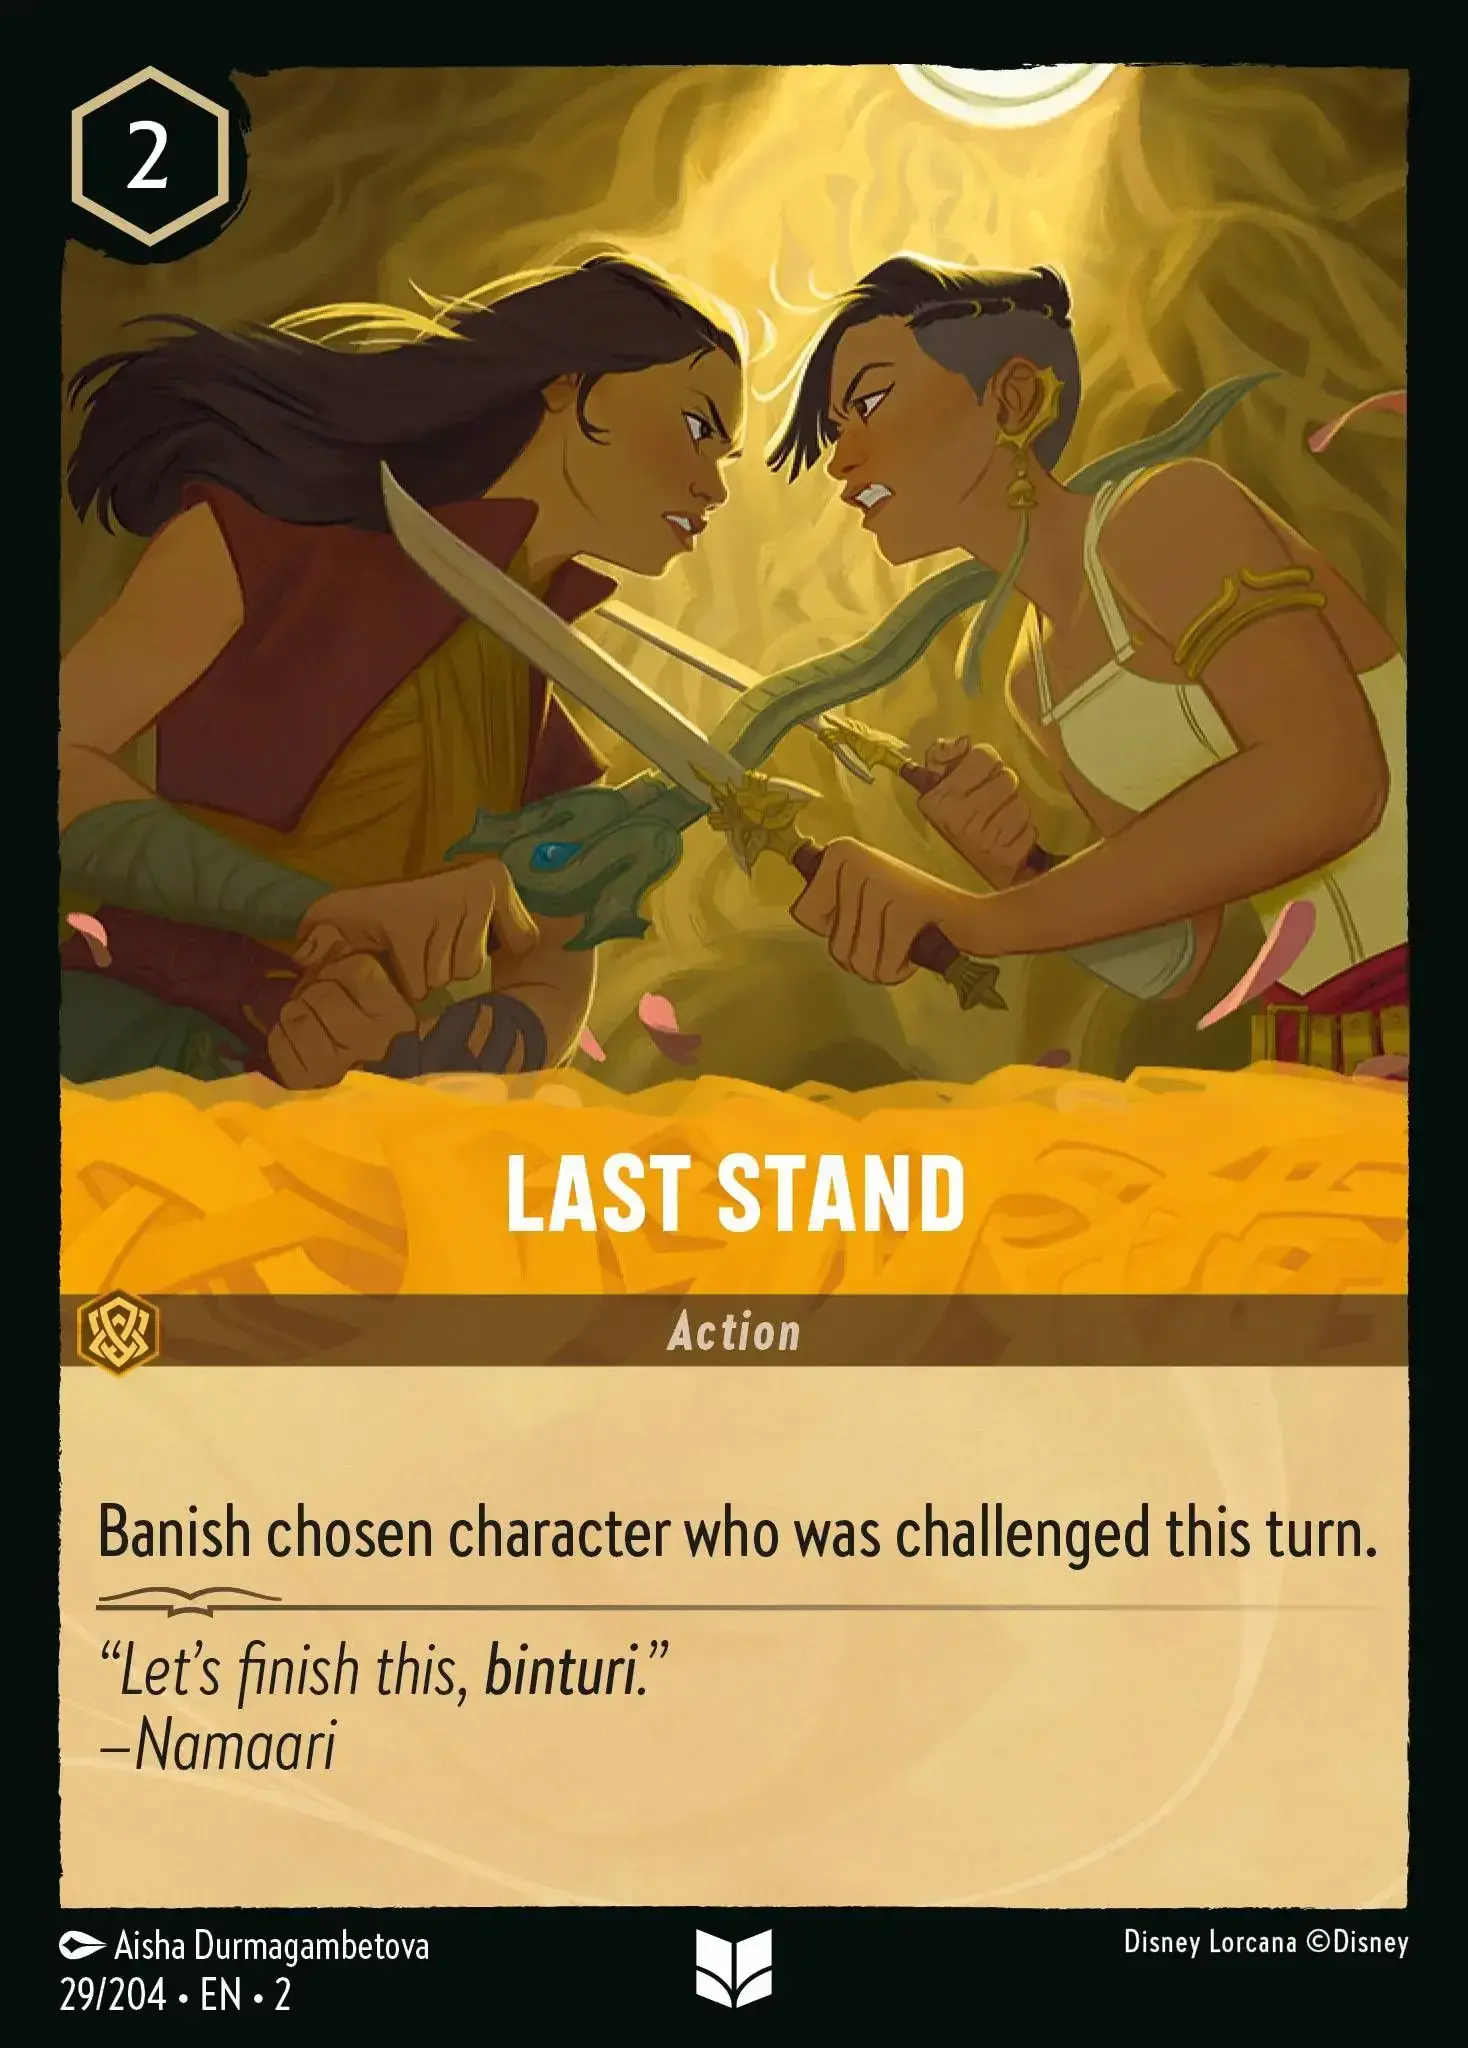 2
LAST STAND
Action
Banish chosen character who was challenged this turn.
“Let’s finish this, binturi.”
–Namaari
Aisha Durmagambetova
Disney Lorcana ©Disney
29/204 • EN • 2